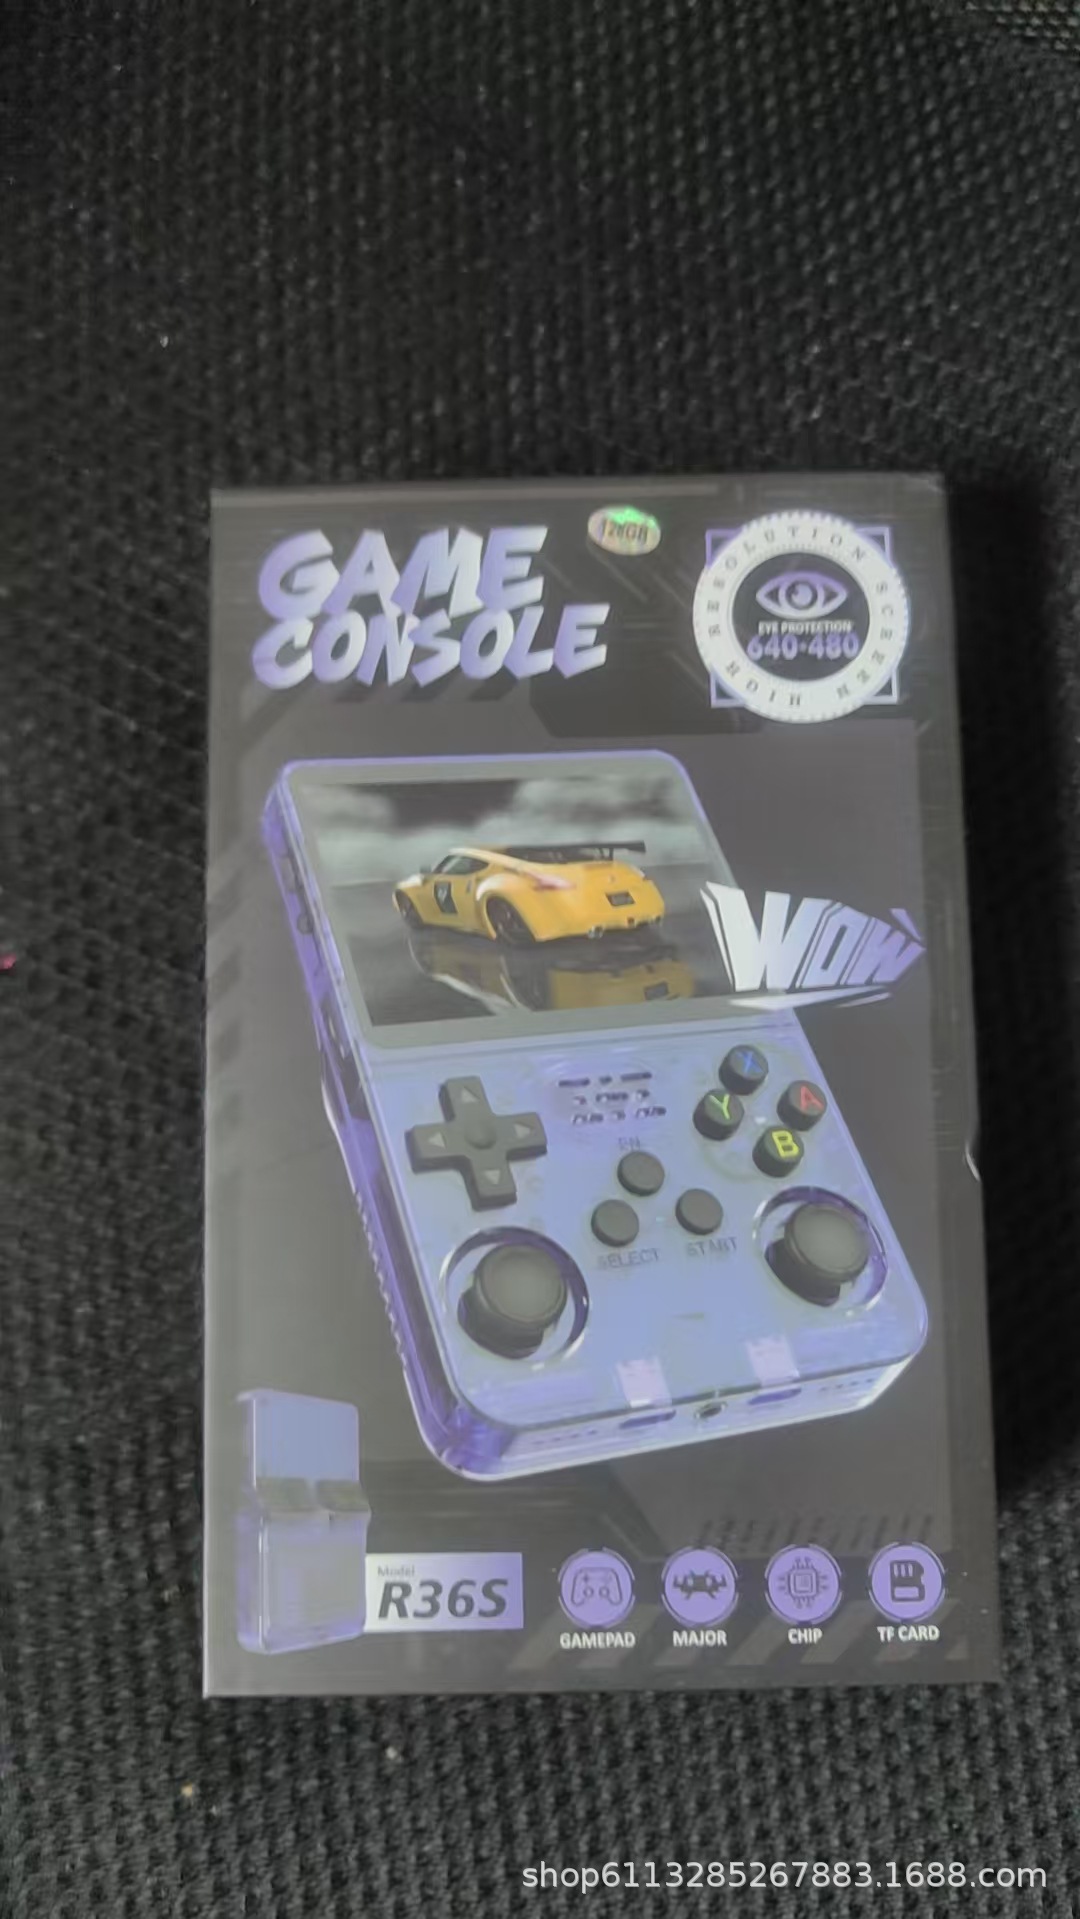 GAME
CONSOLE
128GB
HIGH RESOLUTION SCREEN
EYE PROTECTION
640*480
WOW
X
Y
A
B
FN
SELECT
START
Model
R36S
GAMEPAD
MAJOR
CHIP
TF CARD
shop6113285267883.1688.com